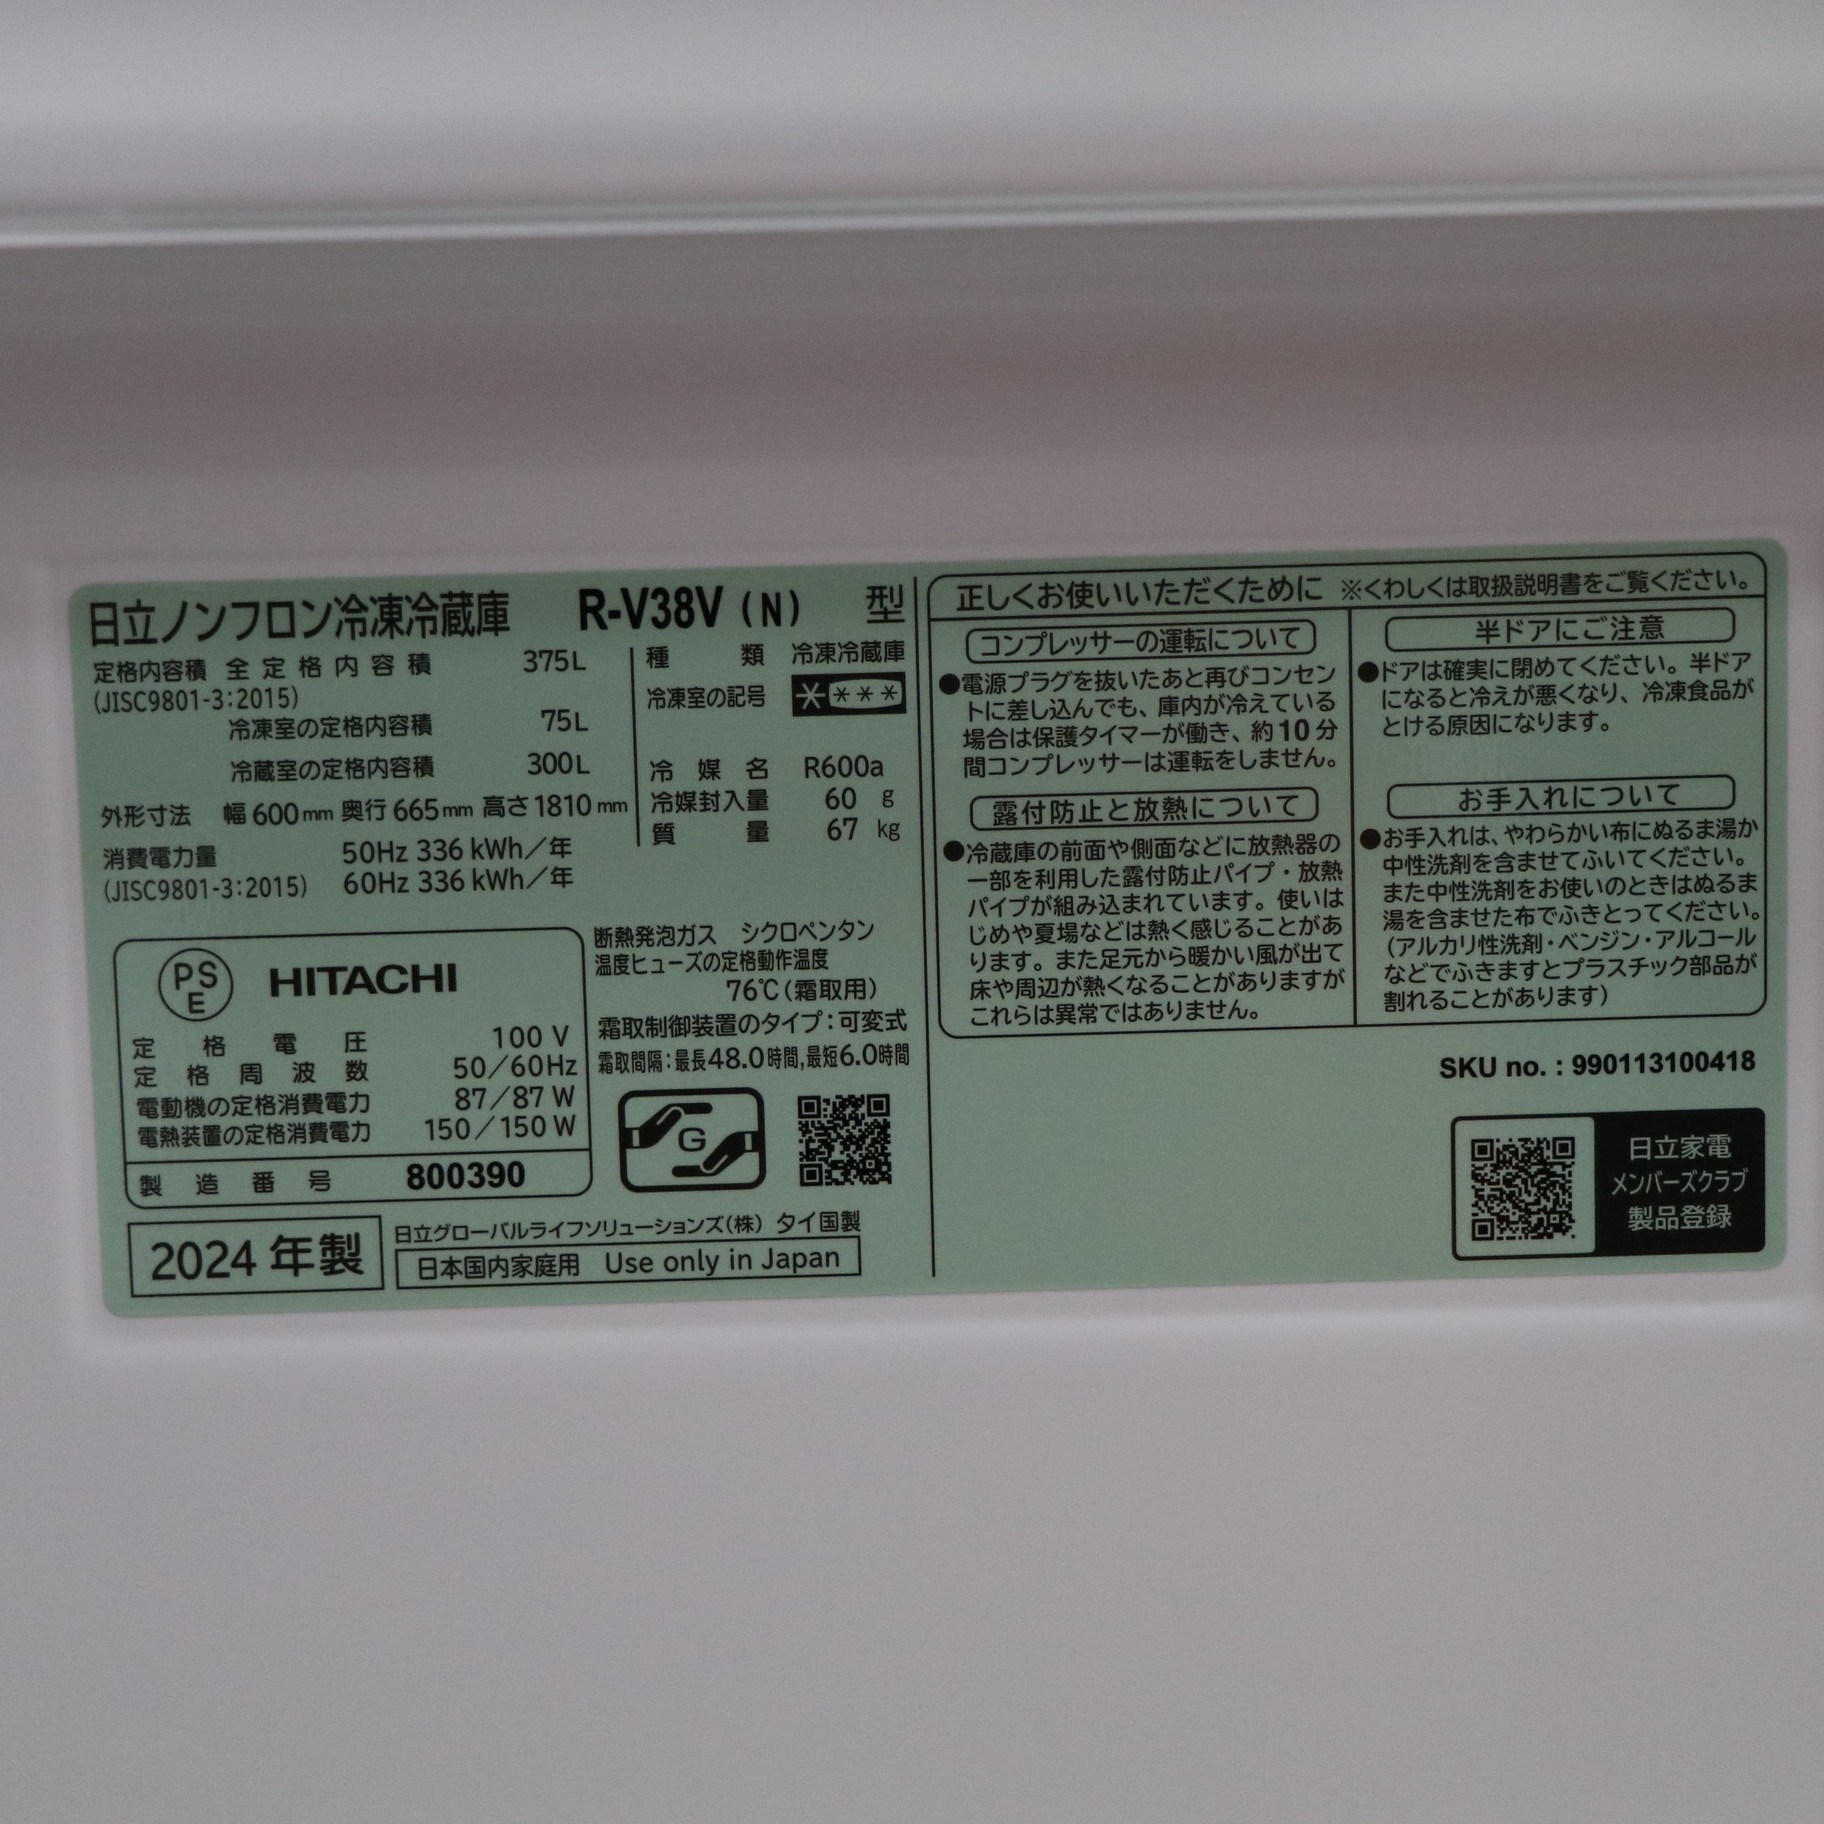 日立ノンフロン冷凍冷蔵庫 R-V38V (N) 型
定格内容積 全定格内容積 375L
(JISC9801-3:2015)
冷凍室の定格内容積 75L
冷蔵室の定格内容積 300L
外形寸法 幅600mm 奥行665mm 高さ1810mm
消費電力量 50Hz 336kWh/年
(JISC9801-3:2015) 60Hz 336kWh/年
種類 冷凍冷蔵庫
冷凍室の記号 ****
冷媒名 R600a
冷媒封入量 60 g
質量 67 kg
PS
E
HITACHI
定格電圧 100 V
定格周波数 50/60Hz
電動機の定格消費電力 87/87 W
電熱装置の定格消費電力 150/150 W
製造番号 800390
断熱発泡ガス シクロペンタン
温度ヒューズの定格動作温度
76℃(霜取用)
霜取制御装置のタイプ:可変式
霜取間隔:最長48.0時間,最短6.0時間
G
2024年製
日立グローバルライフソリューションズ(株) タイ国製
日本国内家庭用 Use only in Japan
正しくお使いいただくために ※くわしくは取扱説明書をご覧ください。
コンプレッサーの運転について
●電源プラグを抜いたあと再びコンセン
トに差し込んでも、庫内が冷えている
場合は保護タイマーが働き、約10分
間コンプレッサーは運転をしません。
露付防止と放熱について
●冷蔵庫の前面や側面などに放熱器の
一部を利用した露付防止パイプ・放熱
パイプが組み込まれています。使いは
じめや夏場などは熱く感じることがあ
ります。また足元から暖かい風が出て
床や周辺が熱くなることがありますが
これらは異常ではありません。
半ドアにご注意
●ドアは確実に閉めてください。半ドア
になると冷えが悪くなり、冷凍食品が
とける原因になります。
お手入れについて
●お手入れは、やわらかい布にぬるま湯か
中性洗剤を含ませてふいてください。
また中性洗剤をお使いのときはぬるま
湯を含ませた布でふきとってください。
(アルカリ性洗剤・ベンジン・アルコール
などでふきますとプラスチック部品が
割れることがあります)
SKU no. : 990113100418
日立家電
メンバーズクラブ
製品登録